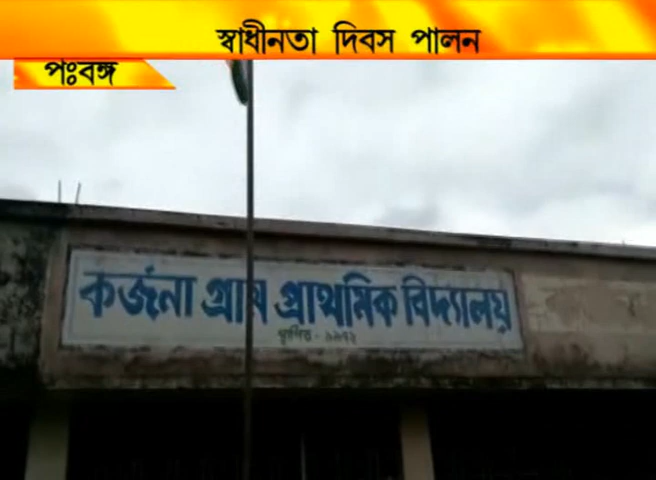 স্বাধীনতা দিবস পালন
পঃবঙ্গ
কর্জনা গ্রাম প্রাথমিক বিদ্যালয়
স্থাপিত -